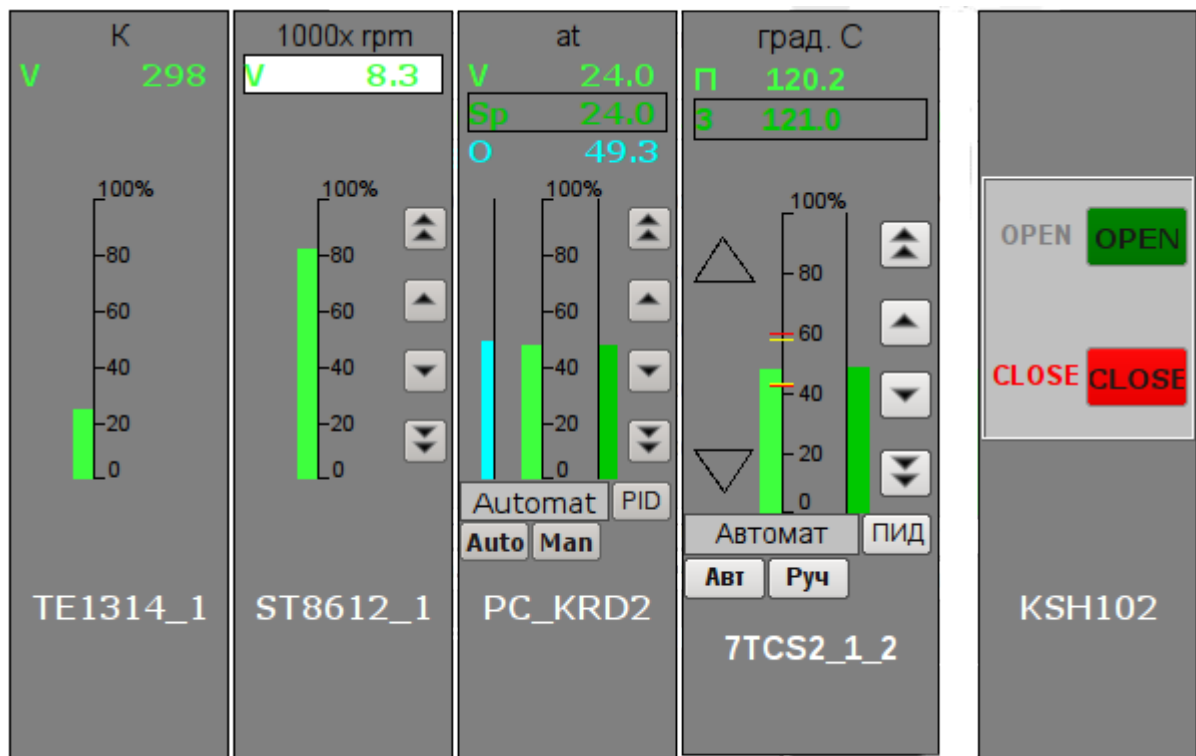 K
V 298
100%
80
60
40
20
0
TE1314_1
1000x rpm
V 8.3
100%
80
60
40
20
0
ST8612_1
at
V 24.0
Sp 24.0
O 49.3
100%
80
60
40
20
0
Automat PID
Auto Man
PC_KRD2
град. С
П 120.2
З 121.0
100%
80
60
40
20
0
Автомат ПИД
Авт Руч
7TCS2_1_2
OPEN OPEN
CLOSE CLOSE
KSH102